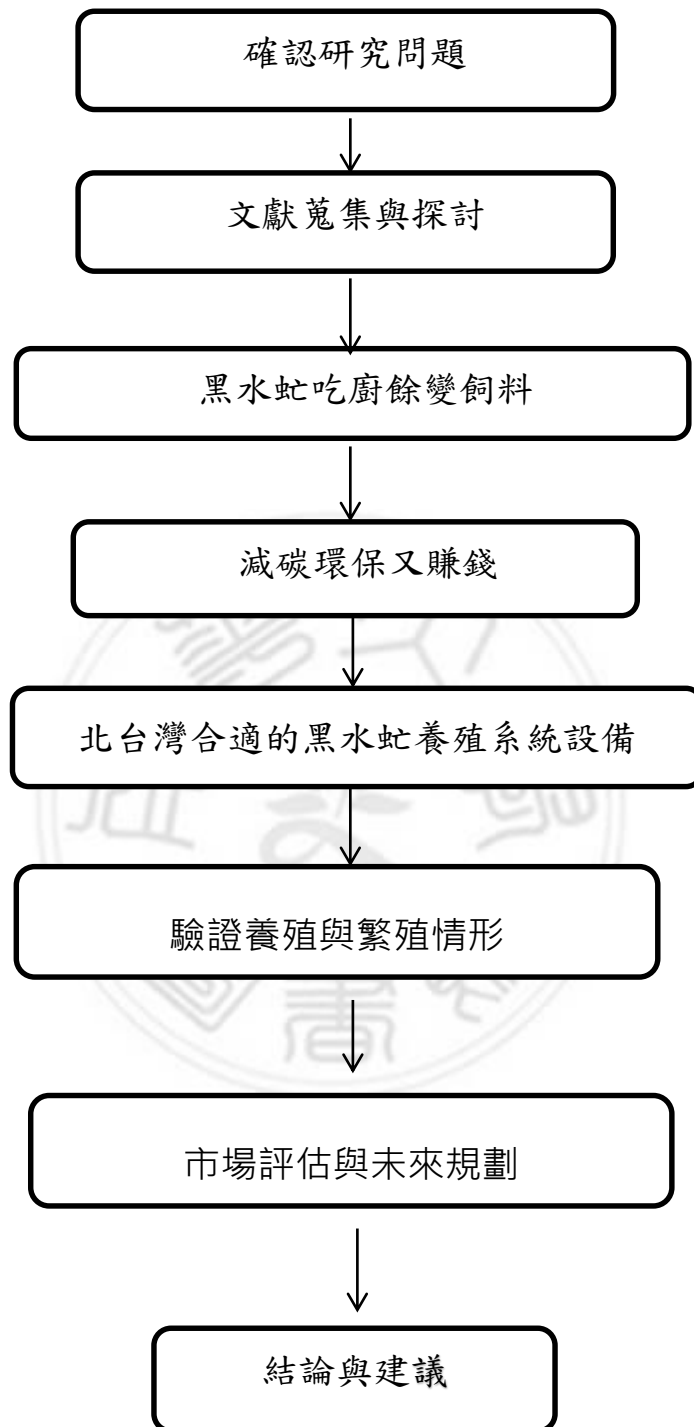 確認研究問題
文獻蒐集與探討
黑水虻吃廚餘變飼料
減碳環保又賺錢
北台灣合適的黑水虻養殖系統設備
驗證養殖與繁殖情形
市場評估與未來規劃
結論與建議